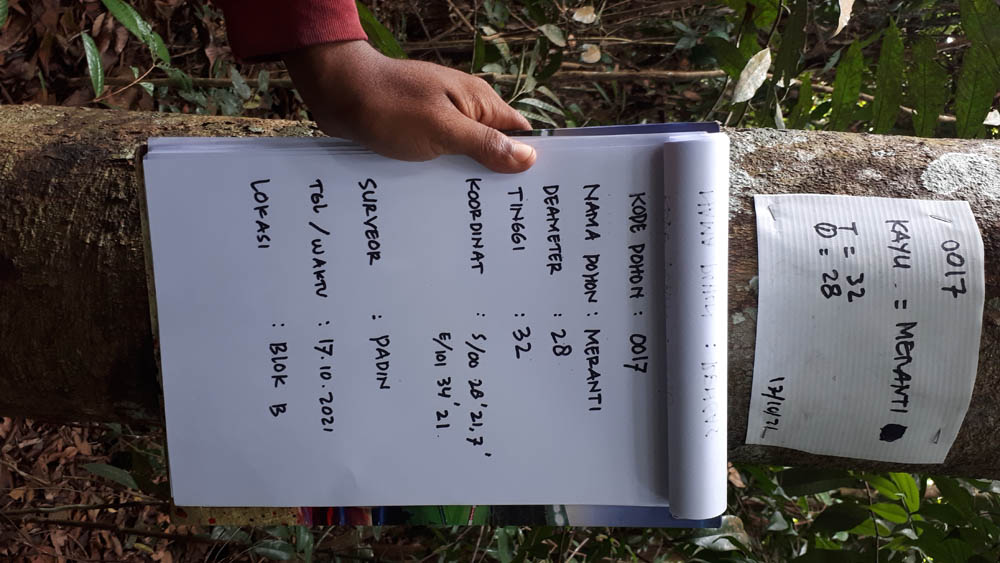 0017
KAYU = MERANTI
T = 32
Ø = 28
17/10/21
KODE POHON : 0017
NAMA POHON : MERANTI
DEAMETER : 28
TINGGI : 32
KOORDINAT : S/00 28'21,7'
E/101 34'21.
SURVEOR : PADIN
TGL/WAKTU : 17.10.2021
LOKASI : BLOK B